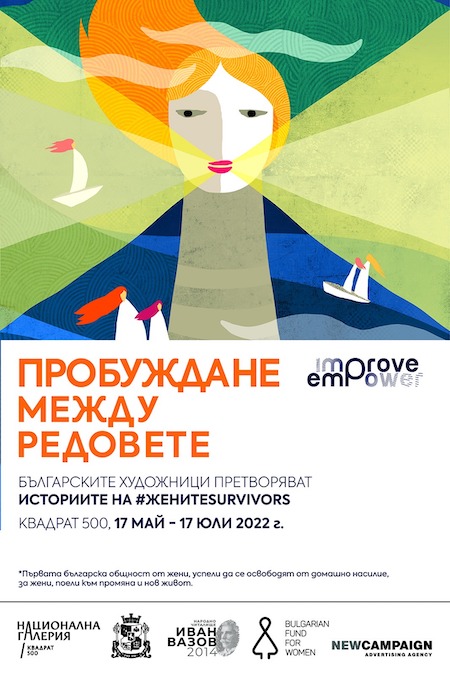 ПРОБУЖДАНЕ
МЕЖДУ
РЕДОВЕТЕ
improve
empower
БЪЛГАРСКИТЕ ХУДОЖНИЦИ ПРЕТВОРЯВАТ
ИСТОРИИТЕ НА #ЖЕНИТЕSURVIVORS
КВАДРАТ 500, 17 МАЙ – 17 ЮЛИ 2022 г.
*Първата българска общност от жени, успели да се освободят от домашно насилие,
за жени, поели към промяна и нов живот.
НАЦИОНАЛНА
ГАЛЕРИЯ
/ КВАДРАТ
500
НАРОДНО
ЧИТАЛИЩЕ
ИВАН
ВАЗОВ
2014
BULGARIAN
FUND
FOR
WOMEN
NEWCAMPAIGN
ADVERTISING AGENCY